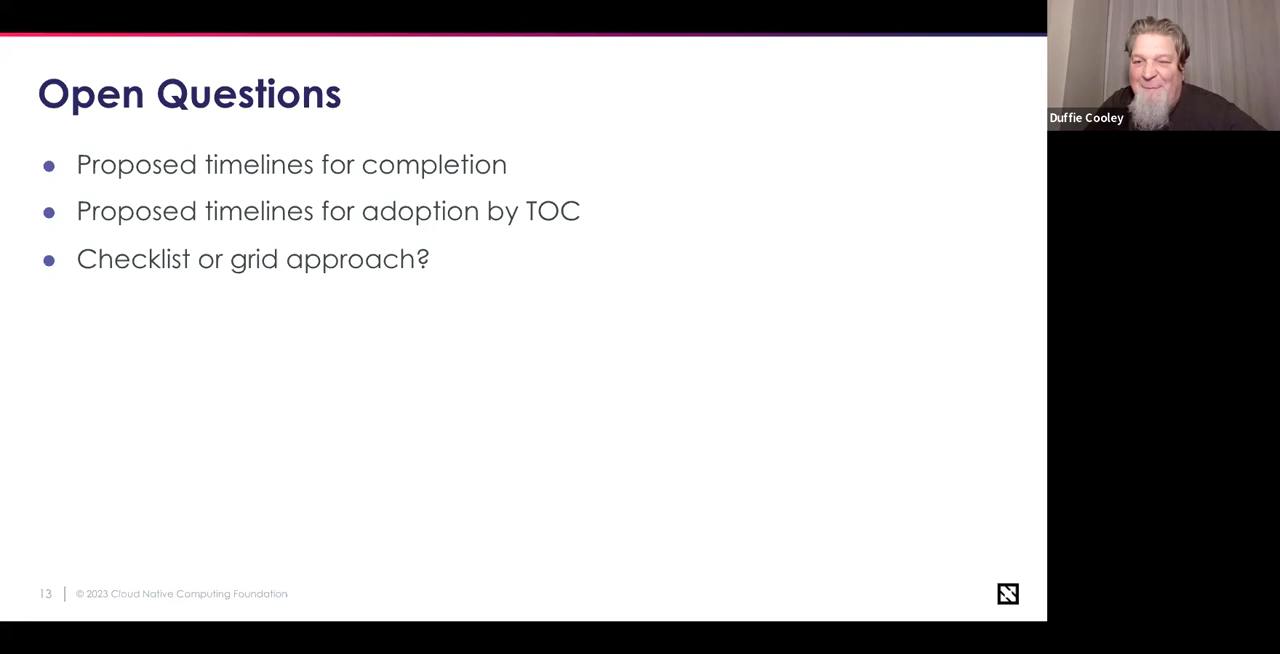 Open Questions
Proposed timelines for completion
Proposed timelines for adoption by TOC
Checklist or grid approach?
13
© 2023 Cloud Native Computing Foundation
Duffie Cooley